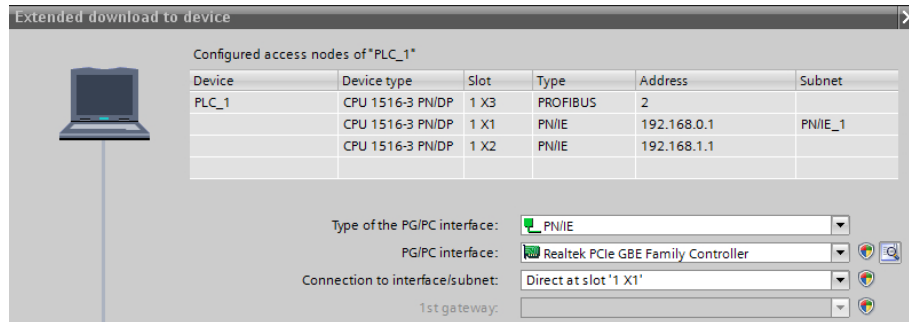 Extended download to device
Configured access nodes of "PLC_1"
Device Device type Slot Type Address Subnet
PLC_1 CPU 1516-3 PN/DP 1 X3 PROFIBUS 2
CPU 1516-3 PN/DP 1 X1 PN/IE 192.168.0.1 PN/IE_1
CPU 1516-3 PN/DP 1 X2 PN/IE 192.168.1.1
Type of the PG/PC interface: PN/IE
PG/PC interface: Realtek PCIe GBE Family Controller
Connection to interface/subnet: Direct at slot '1 X1'
1st gateway: